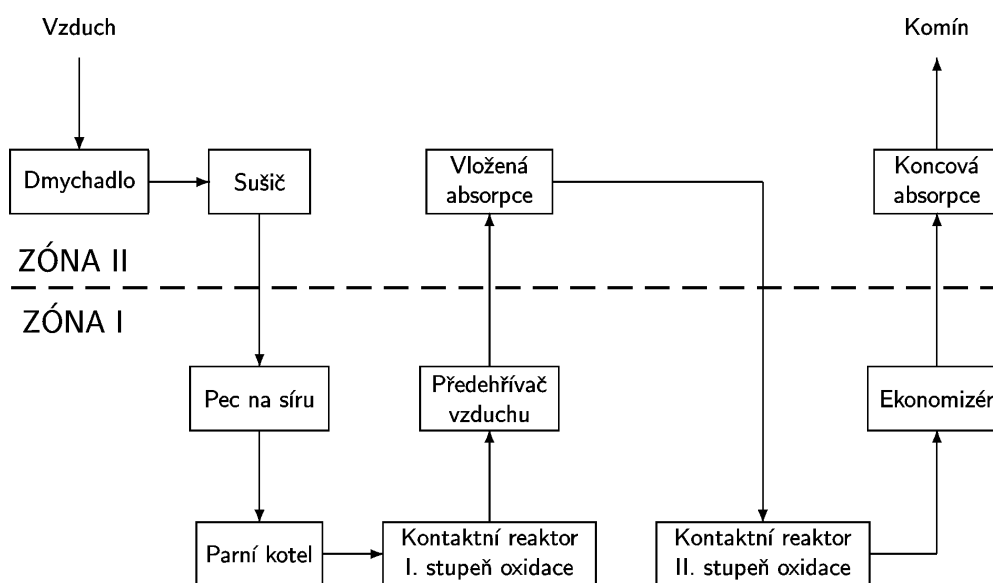 Vzduch
Komín
Dmychadlo
Sušič
Vložená
absorpce
Koncová
absorpce
ZÓNA II
ZÓNA I
Pec na síru
Předehřívač
vzduchu
Ekonomizér
Parní kotel
Kontaktní reaktor
I. stupeň oxidace
Kontaktní reaktor
II. stupeň oxidace